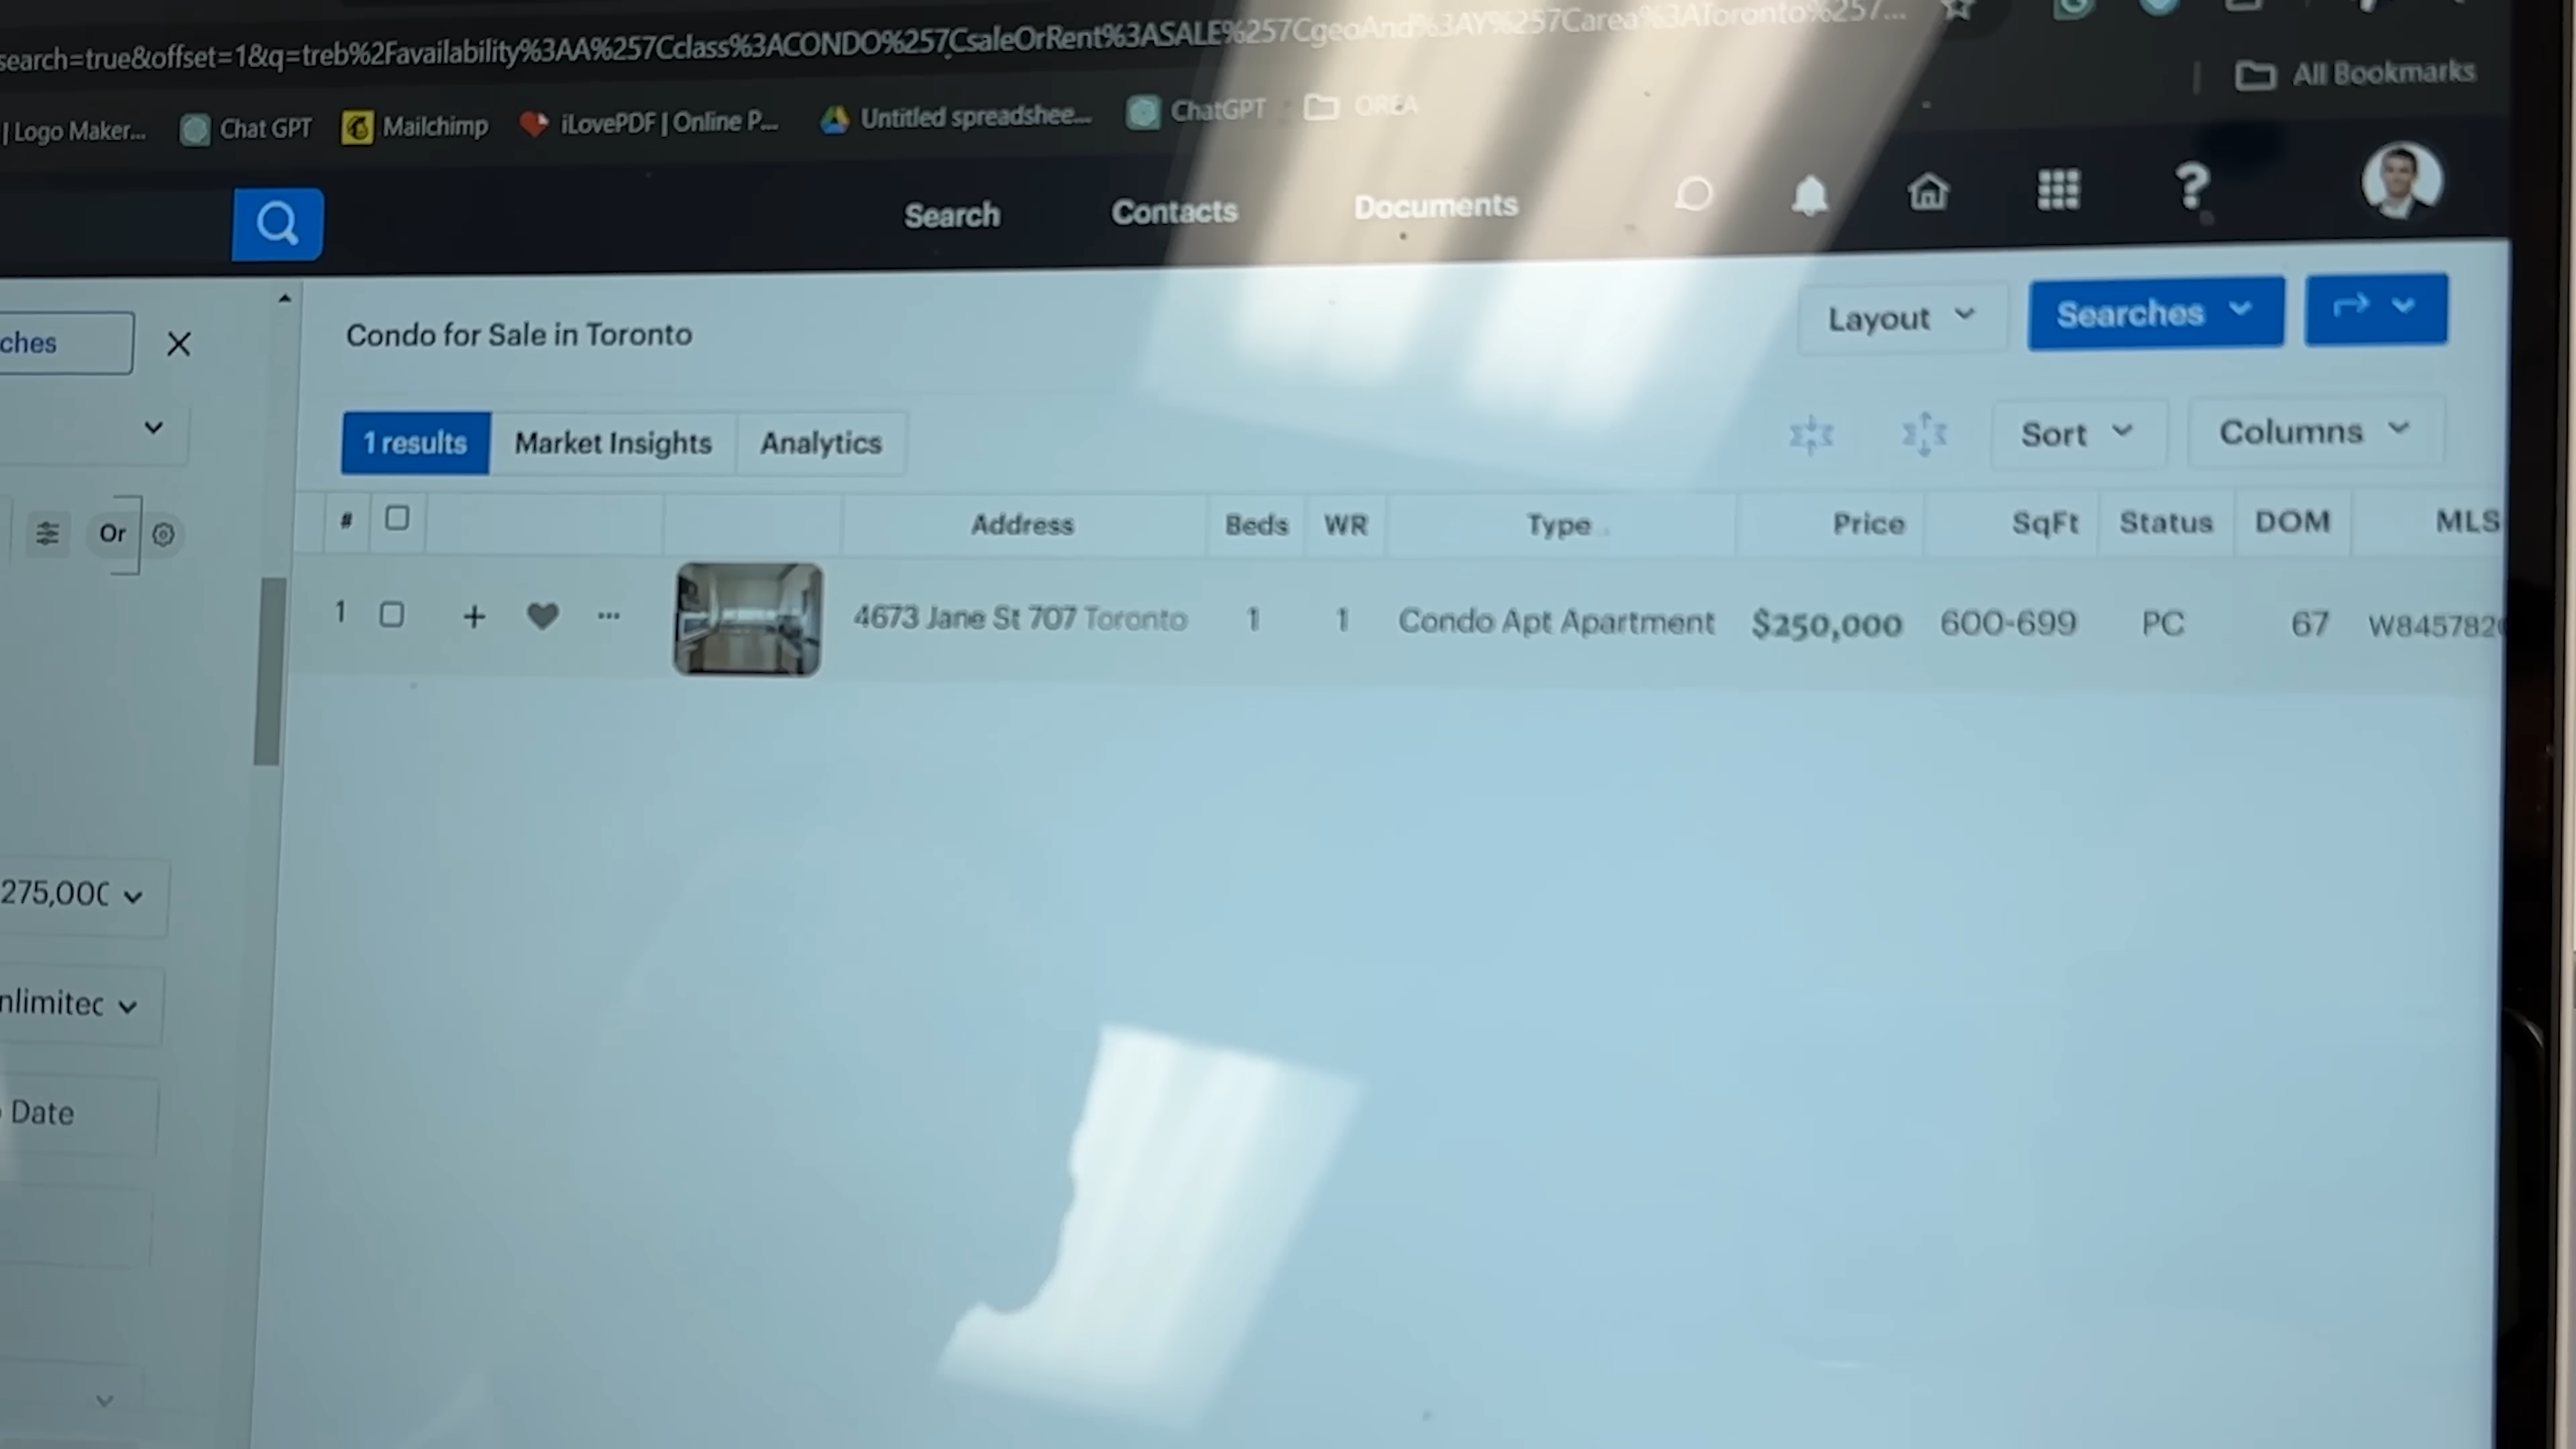 search=true&offset=1&q=treb%2Favailability%3AA%257Cclass%3ACONDO%257CsaleOrRent%3ASALE%257CgeoAnd%3AY%257Carea%3AToronto%257...
All Bookmarks
| Logo Maker... Chat GPT Mailchimp iLovePDF | Online P... Untitled spreadshee... ChatGPT OREA
Search Contacts Documents ?
ches × Condo for Sale in Toronto Layout Searches
1 results Market Insights Analytics Sort Columns
Or # Address Beds WR Type Price SqFt Status DOM MLS
1 + ... 4673 Jane St 707 Toronto 1 1 Condo Apt Apartment $250,000 600-699 PC 67 W845782
275,00
nlimitec
Date